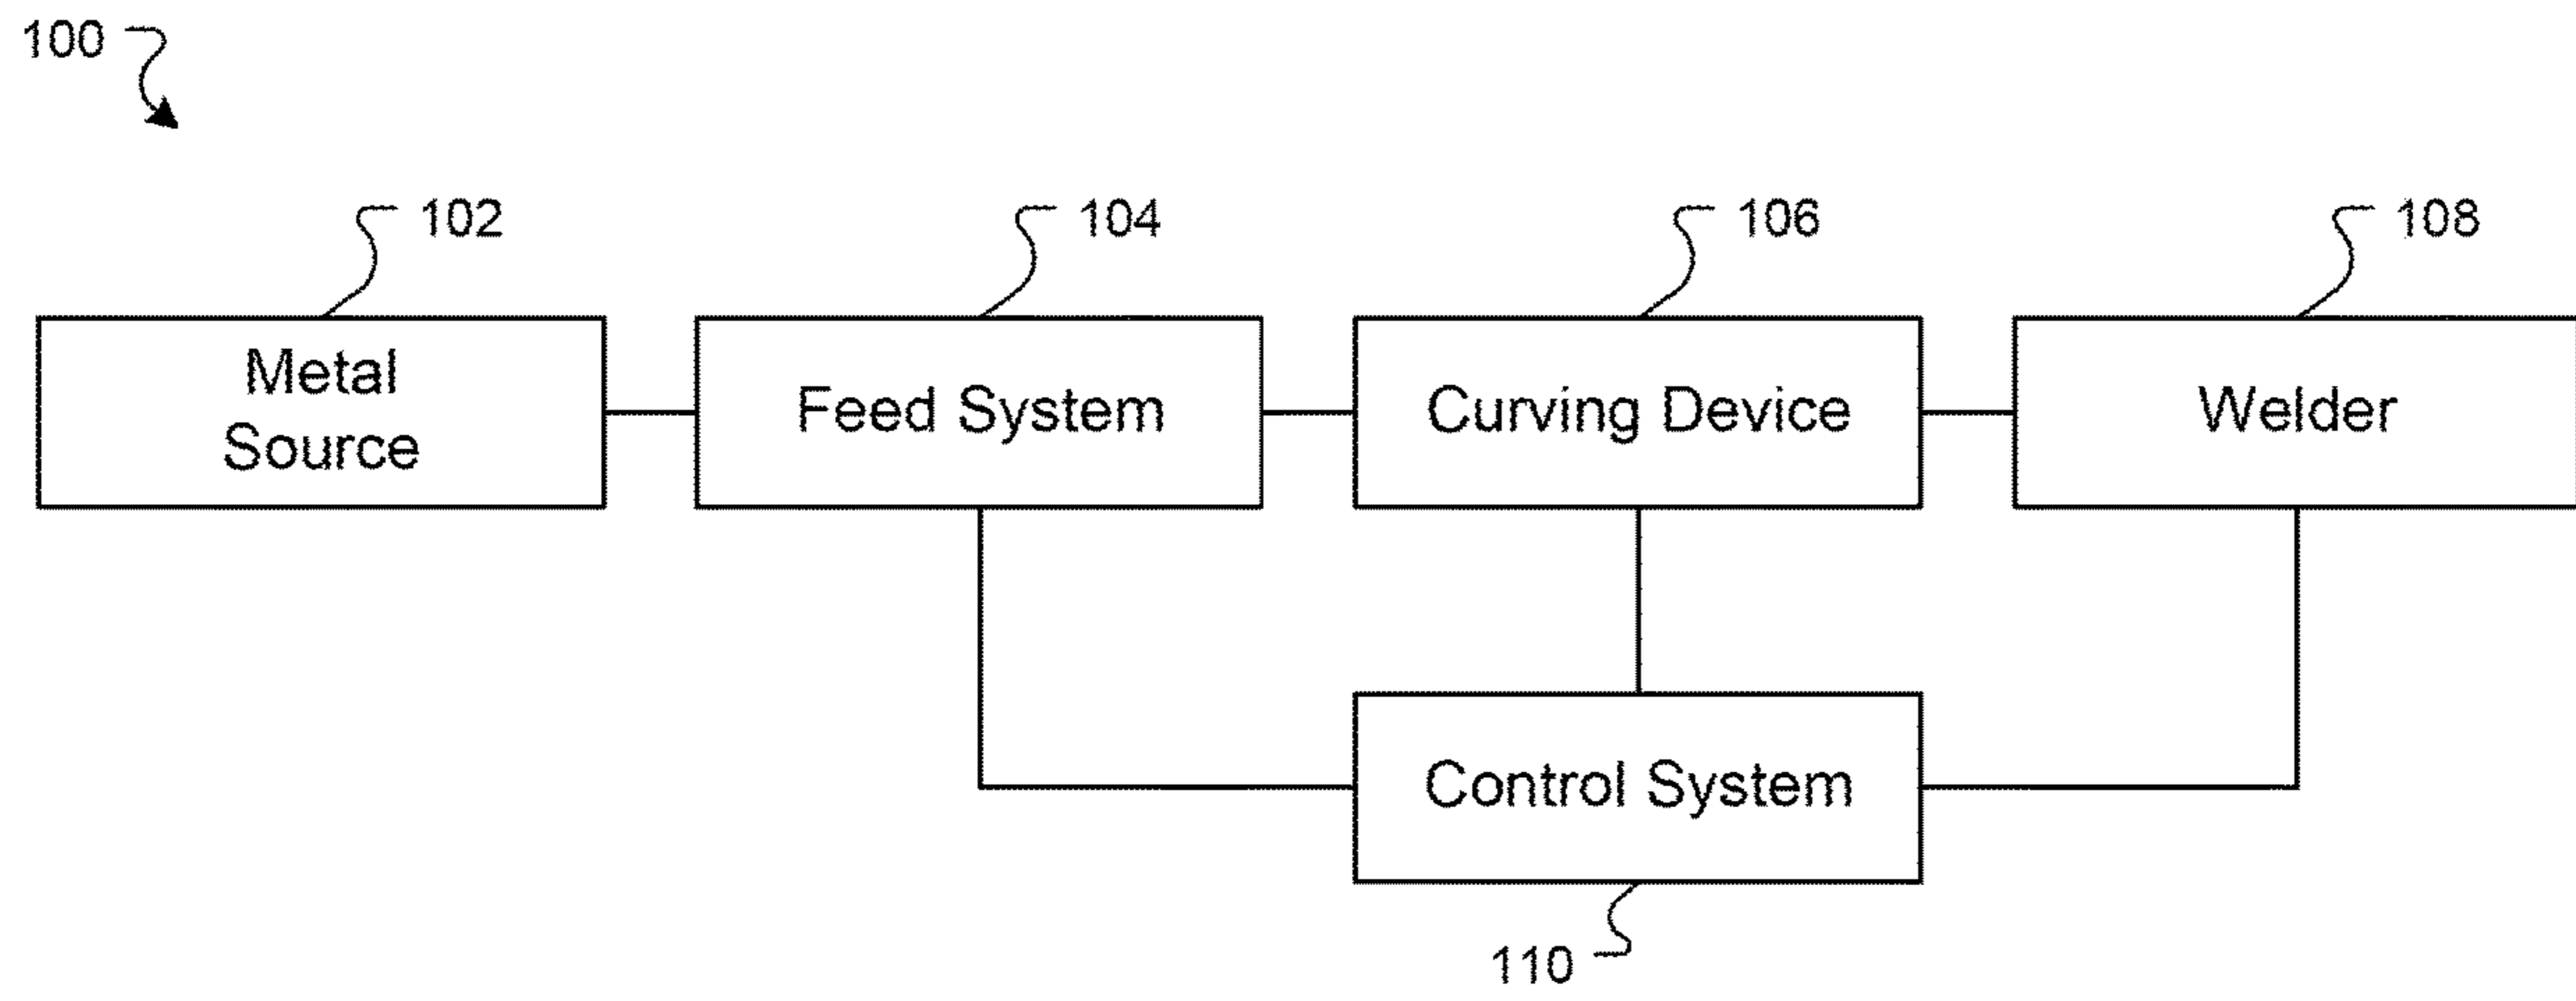 100
102
104
106
108
Metal
Source
Feed System
Curving Device
Welder
Control System
110